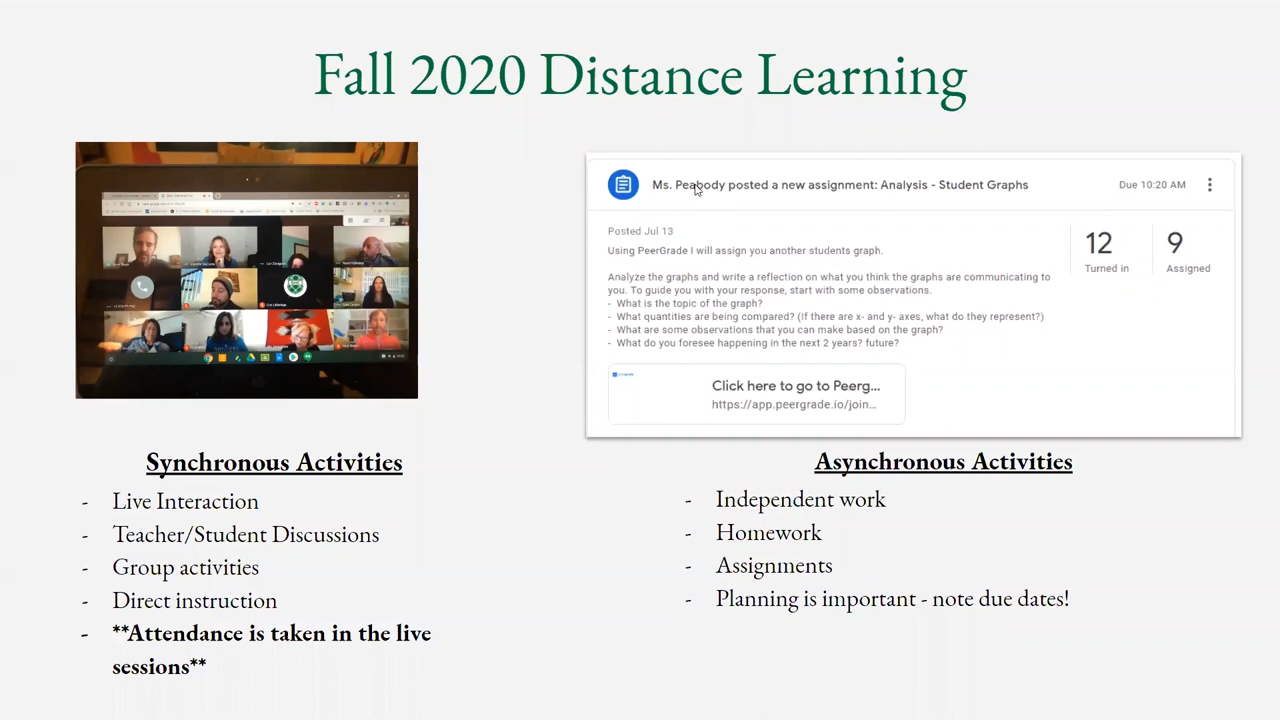 Fall 2020 Distance Learning
Ms. Peabody posted a new assignment: Analysis - Student Graphs
Due 10:20 AM
Posted Jul 13
Using PeerGrade I will assign you another students graph.
12
Turned in
9
Assigned
Analyze the graphs and write a reflection on what you think the graphs are communicating to
you. To guide you with your response, start with some observations.
- What is the topic of the graph?
- What quantities are being compared? (If there are x- and y- axes, what do they represent?)
- What are some observations that you can make based on the graph?
- What do you foresee happening in the next 2 years? future?
Click here to go to Peerg...
https://app.peergrade.io/join...
Synchronous Activities
- Live Interaction
- Teacher/Student Discussions
- Group activities
- Direct instruction
- **Attendance is taken in the live
sessions**
Asynchronous Activities
- Independent work
- Homework
- Assignments
- Planning is important - note due dates!